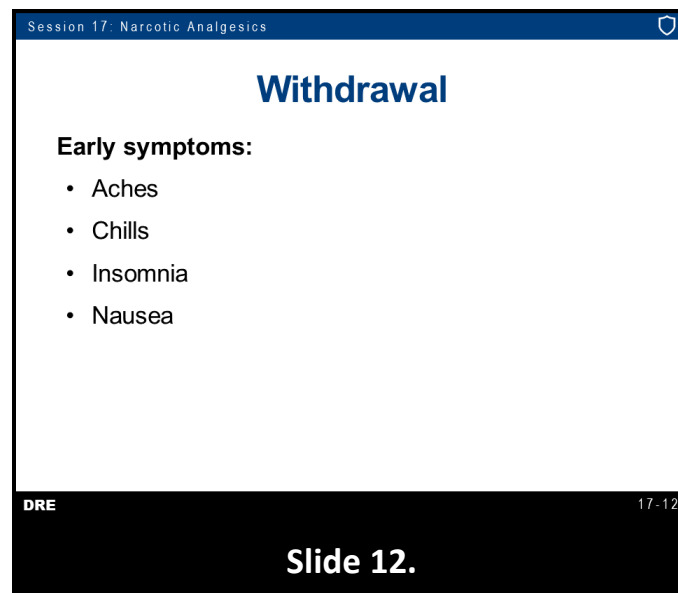 Session 17: Narcotic Analgesics
Withdrawal
Early symptoms:
• Aches
• Chills
• Insomnia
• Nausea
DRE
17-12
Slide 12.